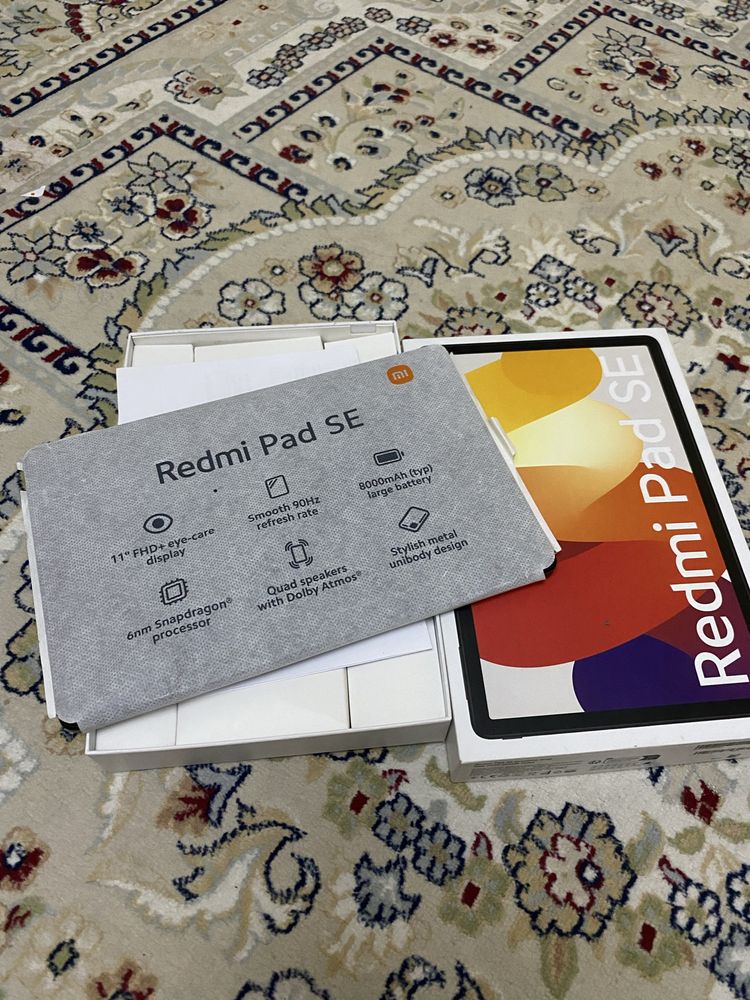 mi
Redmi Pad SE
11" FHD+ eye-care
display
Smooth 90Hz
refresh rate
8000mAh (typ)
large battery
6nm Snapdragon®
processor
Quad speakers
with Dolby Atmos®
Stylish metal
unibody design
Redmi Pad SE